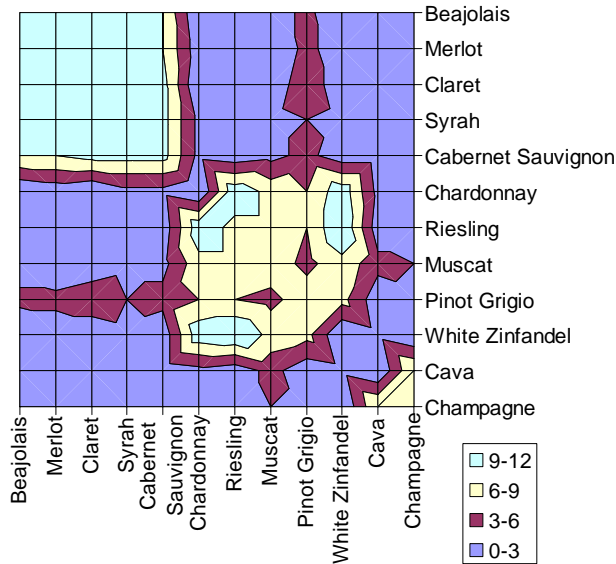 Beajolais
Merlot
Claret
Syrah
Cabernet Sauvignon
Chardonnay
Riesling
Muscat
Pinot Grigio
White Zinfandel
Cava
Champagne
Beajolais
Merlot
Claret
Syrah
Cabernet
Sauvignon
Chardonnay
Riesling
Muscat
Pinot Grigio
White Zinfandel
Cava
Champagne
9-12
6-9
3-6
0-3